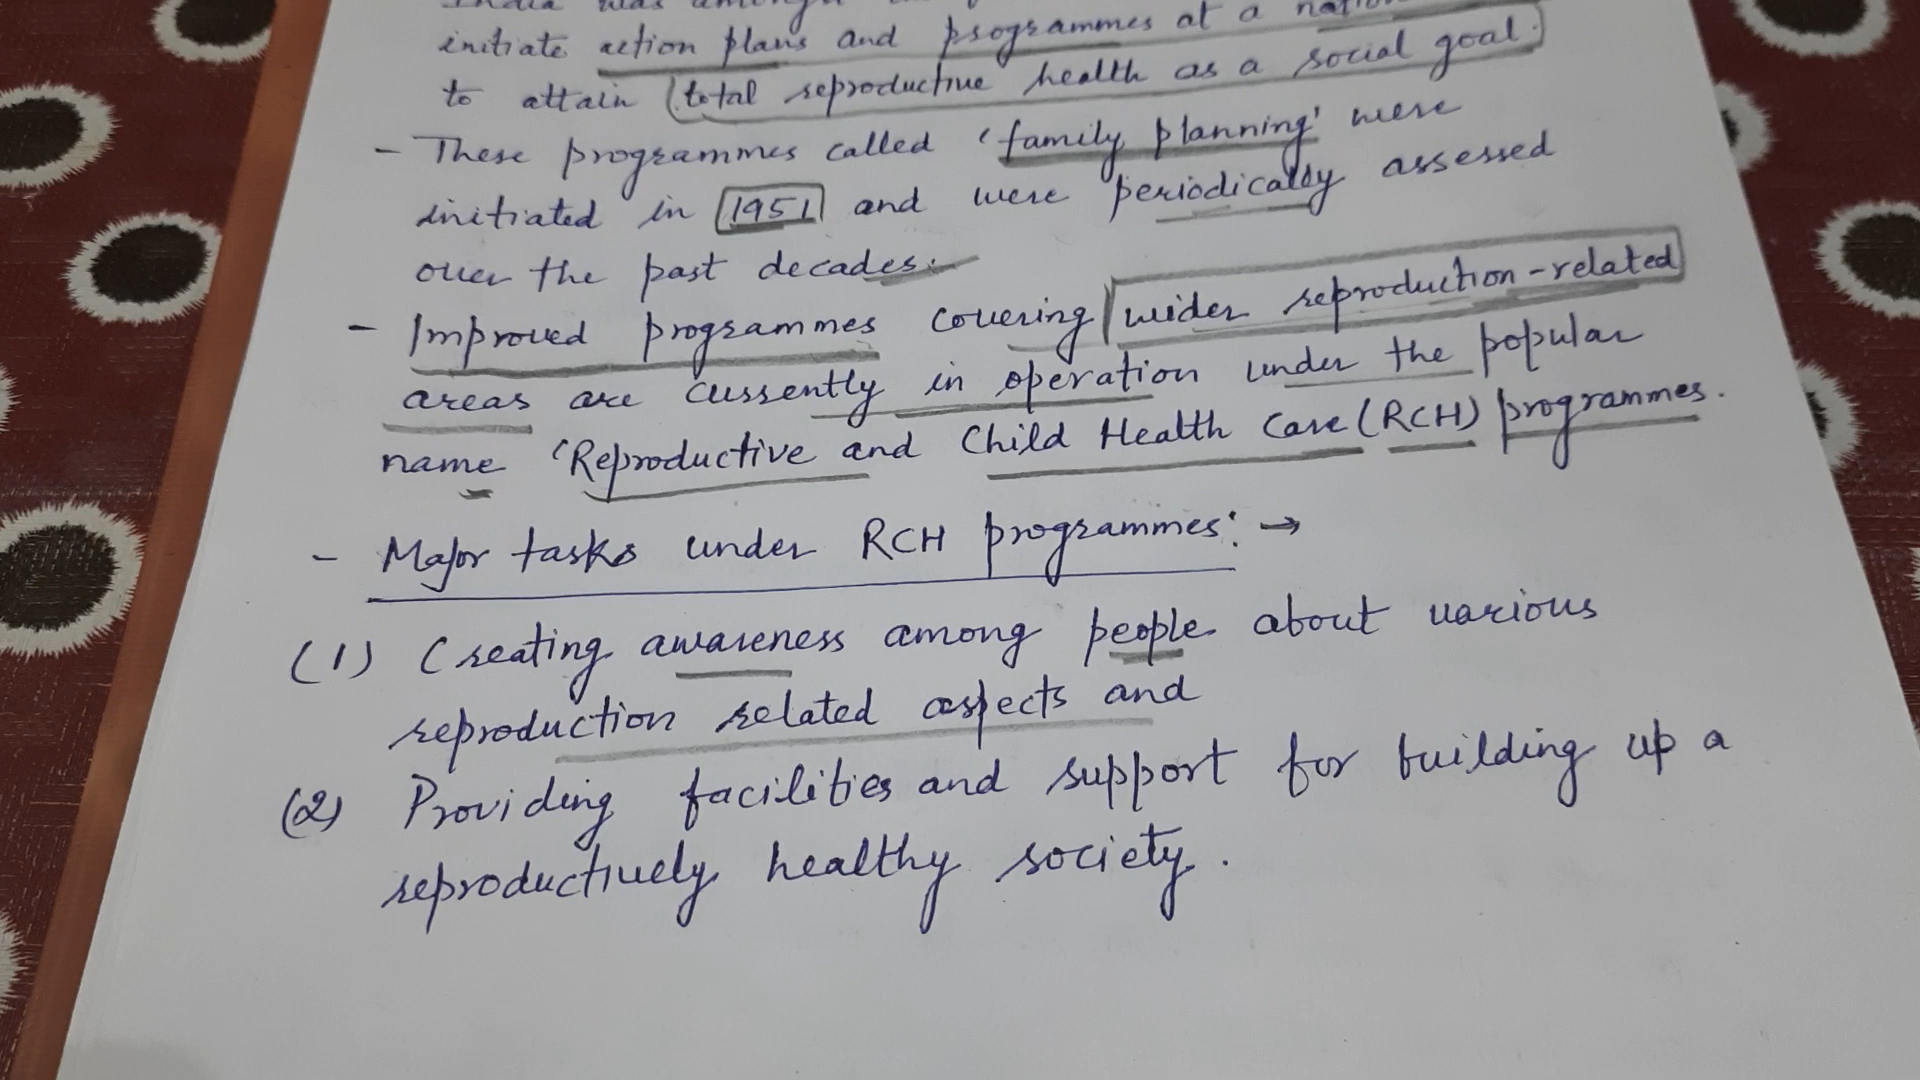 India was amongst
initiate action plans and programmes at a
to attain (total reproductive health as a social goal.)
- These programmes called 'family planning' were
initiated in 1951 and were periodically assessed
over the past decades.
- Improved programmes covering wider reproduction-related
areas are currently in operation under the popular
name 'Reproductive and Child Health Care (RCH) programmes.
- Major tasks under RCH programmes: →
(1) Creating awareness among people about various
reproduction related aspects and
(2) Providing facilities and support for building up a
reproductively healthy society.